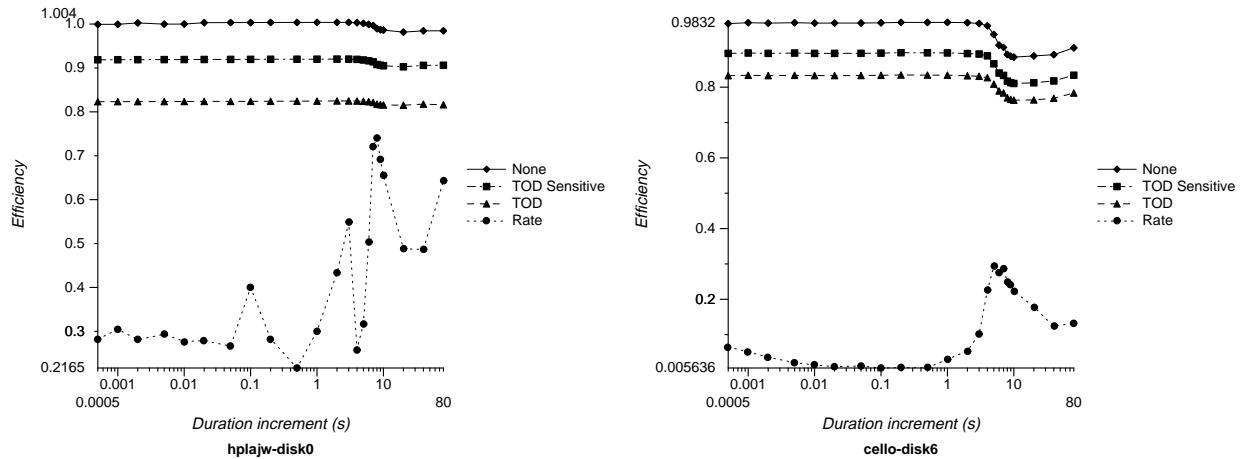 1.004
1.0
0.9
0.8
0.7
0.6
0.5
0.4
0.3
0.2165
Efficiency
0.001
0.01
0.1
1
10
0.0005
80
Duration increment (s)
hplajw-disk0
None
TOD Sensitive
TOD
Rate
0.9832
0.8
0.6
0.4
0.2
0.005636
Efficiency
0.001
0.01
0.1
1
10
0.0005
80
Duration increment (s)
cello-disk6
None
TOD Sensitive
TOD
Rate